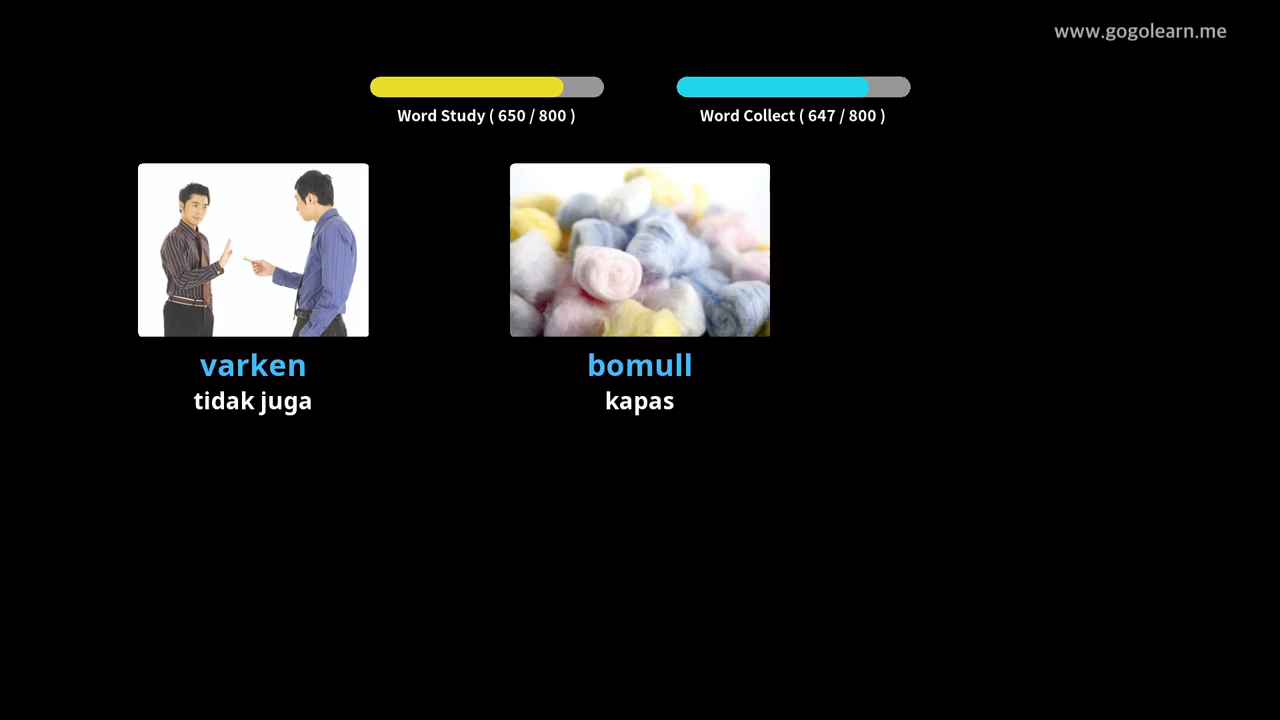 www.gogolearn.me
Word Study ( 650 / 800 )
Word Collect ( 647 / 800 )
varken
tidak juga
bomull
kapas